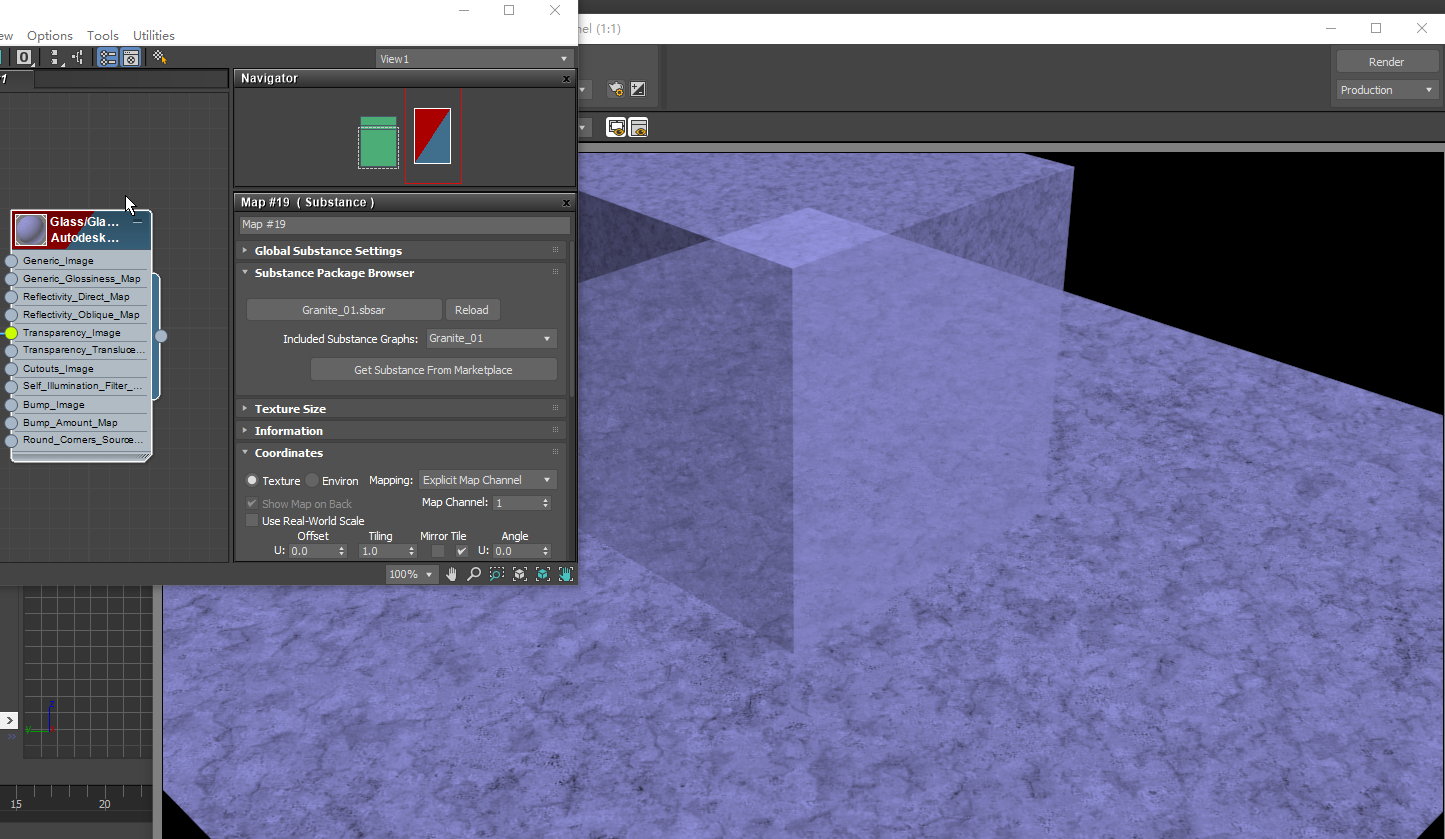 ew Options Tools Utilities
nel (1:1)
0
View1
1
Navigator
Render
Production
Map #19 ( Substance )
Map #19
Glass/Gla...
Autodesk...
Generic_Image
Generic_Glossiness_Map
Reflectivity_Direct_Map
Reflectivity_Oblique_Map
Transparency_Image
Transparency_Transluce...
Cutouts_Image
Self_Illumination_Filter_...
Bump_Image
Bump_Amount_Map
Round_Corners_Source...
Global Substance Settings
Substance Package Browser
Granite_01.sbsar
Reload
Included Substance Graphs: Granite_01
Get Substance From Marketplace
Texture Size
Information
Coordinates
Texture Environ Mapping: Explicit Map Channel
Show Map on Back Map Channel: 1
Use Real-World Scale
Offset Tiling Mirror Tile Angle
U: 0.0 1.0 U: 0.0
100%
z
y
x
15 20